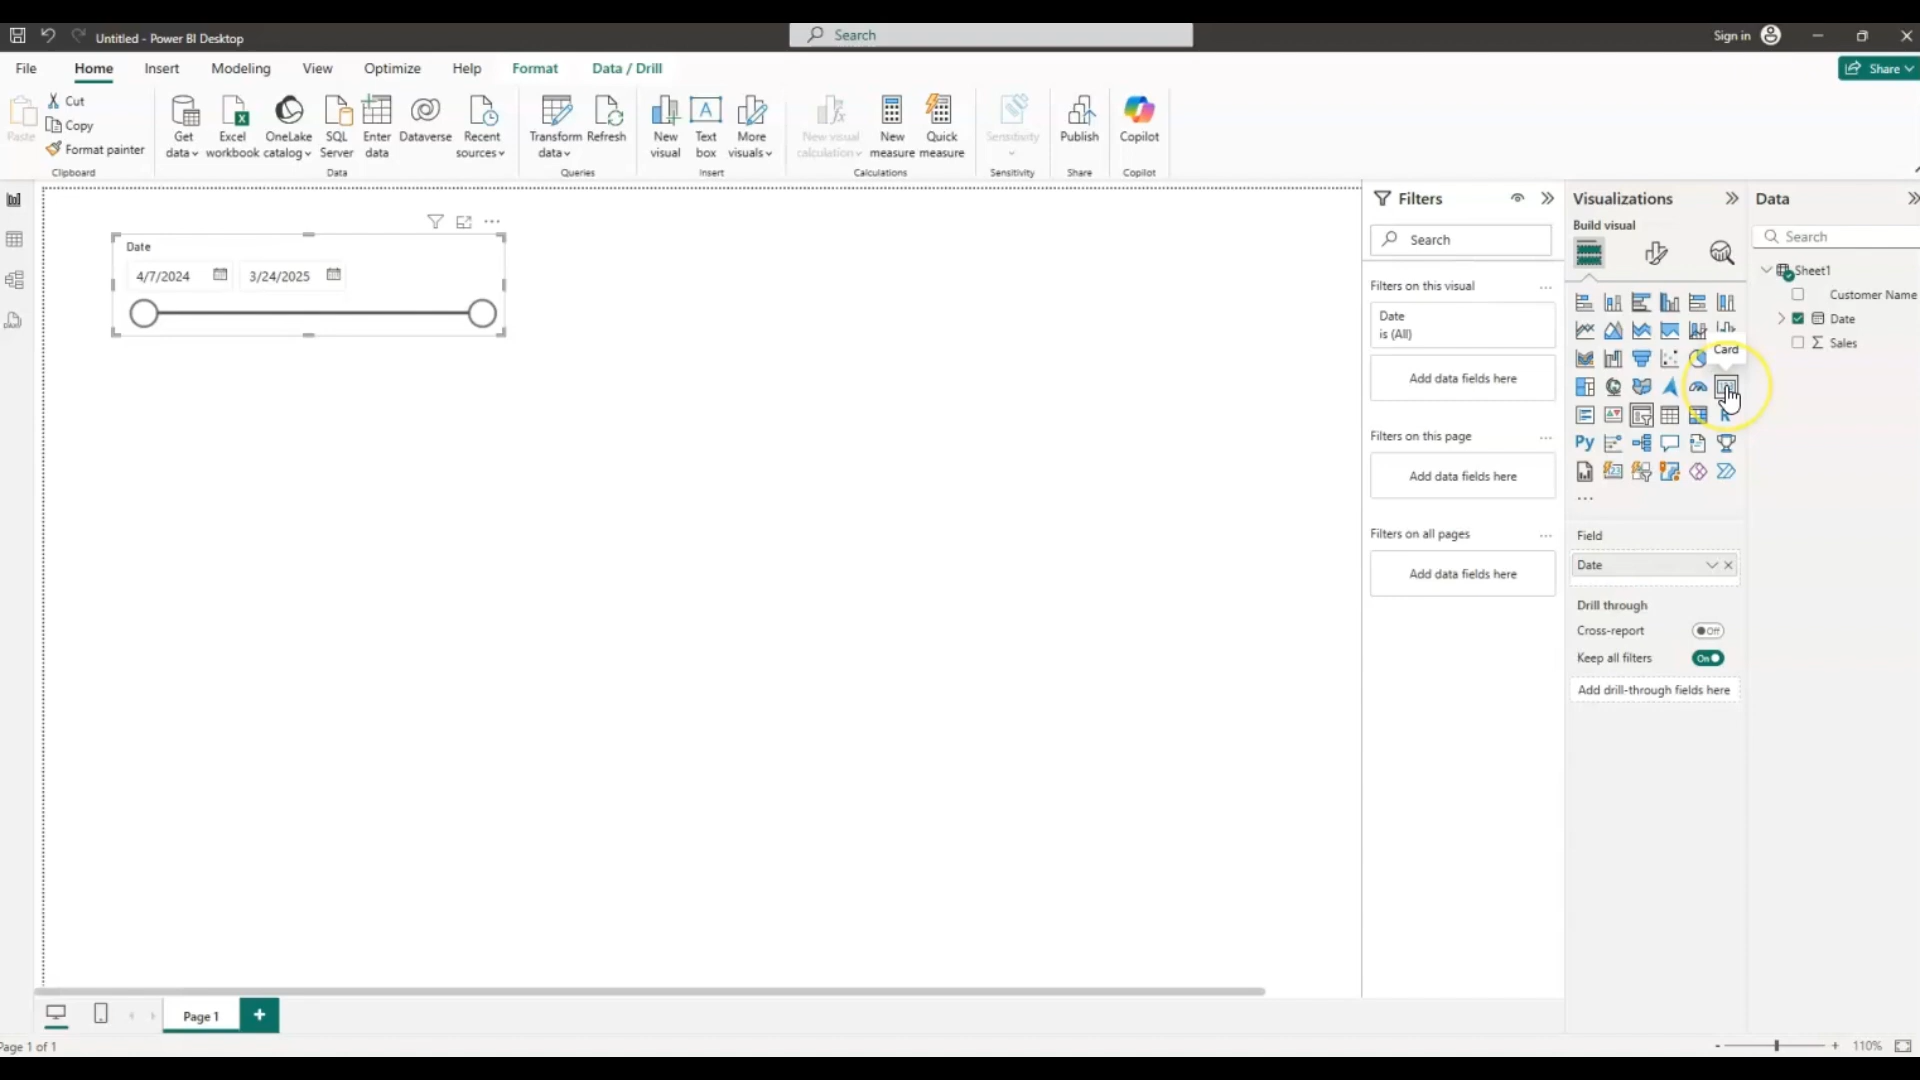 Untitled - Power BI Desktop
Search
Sign in
File Home Insert Modeling View Optimize Help Format Data / Drill
Share
Paste
Cut
Copy
Format painter
Clipboard
Get data
Excel workbook
OneLake catalog
SQL Server
Enter data
Dataverse
Recent sources
Data
Transform data
Refresh
Queries
New visual
Text box
More visuals
Insert
New visual calculation
New measure
Quick measure
Calculations
Sensitivity
Sensitivity
Publish
Share
Copilot
Copilot
Date
4/7/2024
3/24/2025
Filters
Search
Filters on this visual
Date
is (All)
Add data fields here
Filters on this page
Add data fields here
Filters on all pages
Add data fields here
Visualizations
Build visual
Card
Py
R
123
Field
Date
Drill through
Cross-report
Off
Keep all filters
On
Add drill-through fields here
Data
Search
Sheet1
Customer Name
Date
Sales
Page 1
Page 1 of 1
- + 110%